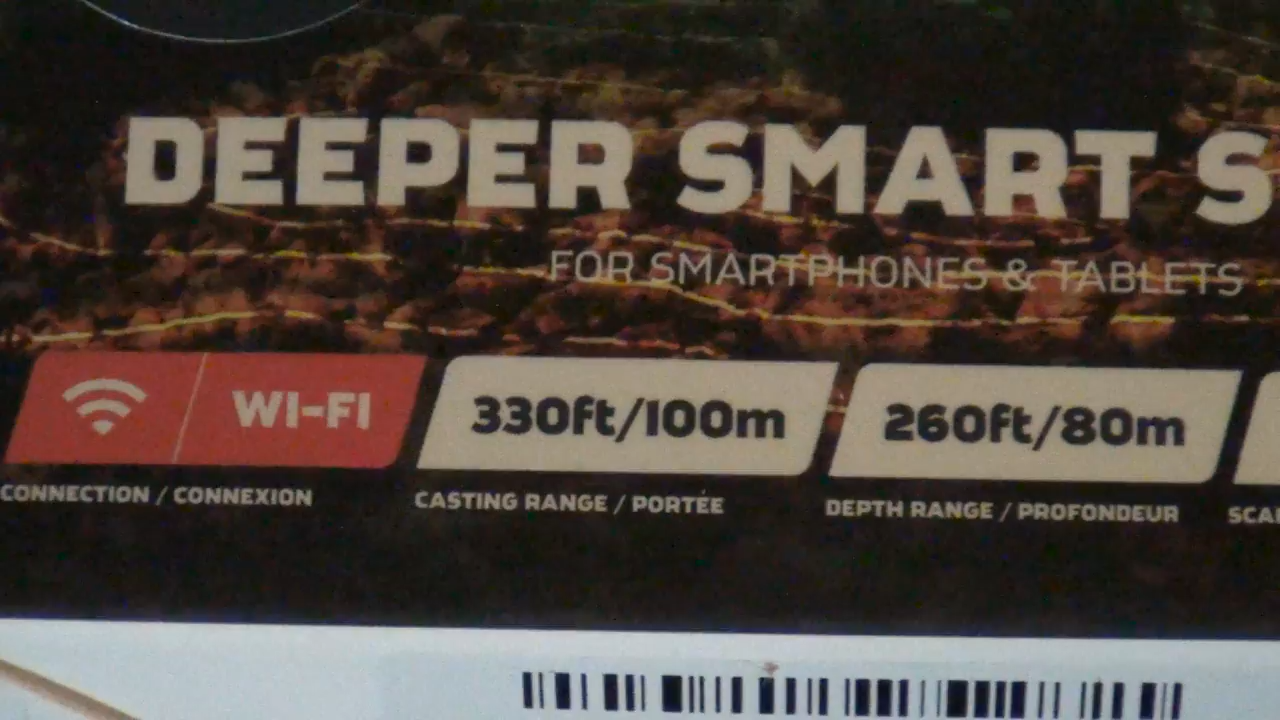 DEEPER SMART S
FOR SMARTPHONES & TABLETS
WI-FI
330ft/100m
260ft/80m
CONNECTION / CONNEXION
CASTING RANGE / PORTÉE
DEPTH RANGE / PROFONDEUR